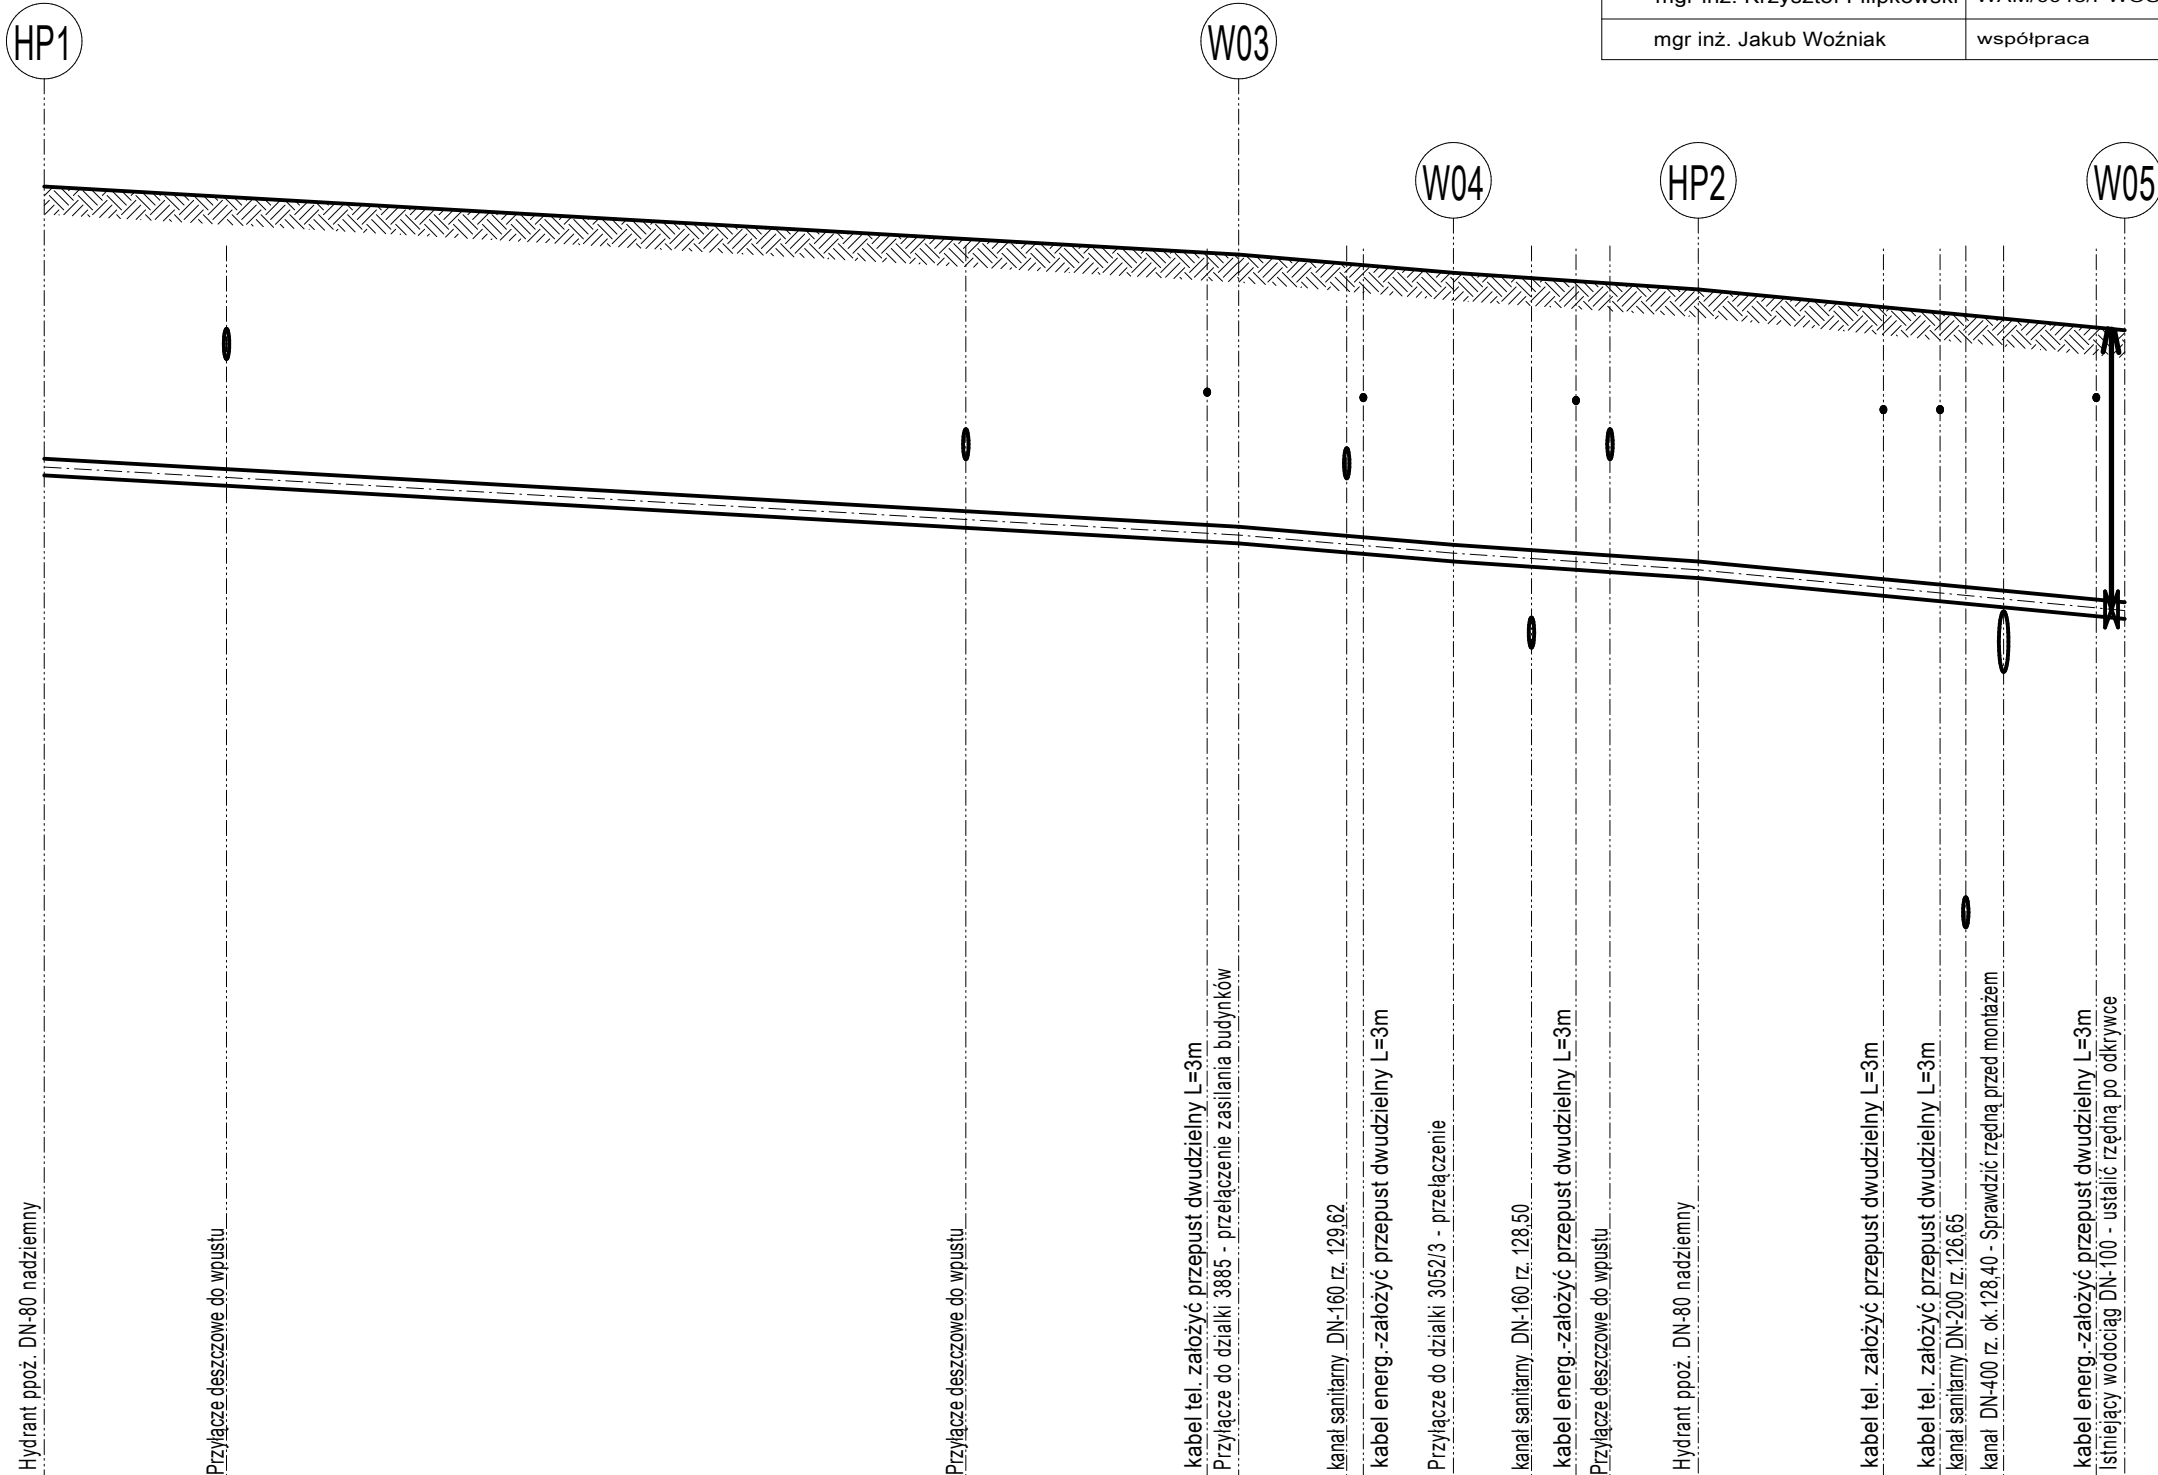 mgr inż. Jakub Woźniak
współpraca
HP1
W03
W04
HP2
W05
Hydrant ppoż. DN-80 nadziemny
Przyłącze deszczowe do wpustu
Przyłącze deszczowe do wpustu
kabel tel. założyć przepust dwudzielny L=3m
Przyłącze do działki 3885 - przełączenie zasilania budynków
kanał sanitarny DN-160 rz. 129,62
kabel energ.-założyć przepust dwudzielny L=3m
Przyłącze do działki 3052/3 - przełączenie
kanał sanitarny DN-160 rz. 128,50
kabel energ.-założyć przepust dwudzielny L=3m
Przyłącze deszczowe do wpustu
Hydrant ppoż. DN-80 nadziemny
kabel tel. założyć przepust dwudzielny L=3m
kabel tel. założyć przepust dwudzielny L=3m
kanał sanitarny DN-200 rz.126,65
kanał DN-400 rz. ok.128,40 - Sprawdzić rzędną przed montażem
kabel energ.-założyć przepust dwudzielny L=3m
Istniejący wodociąg DN-100 - ustalić rzędną po odkrywce